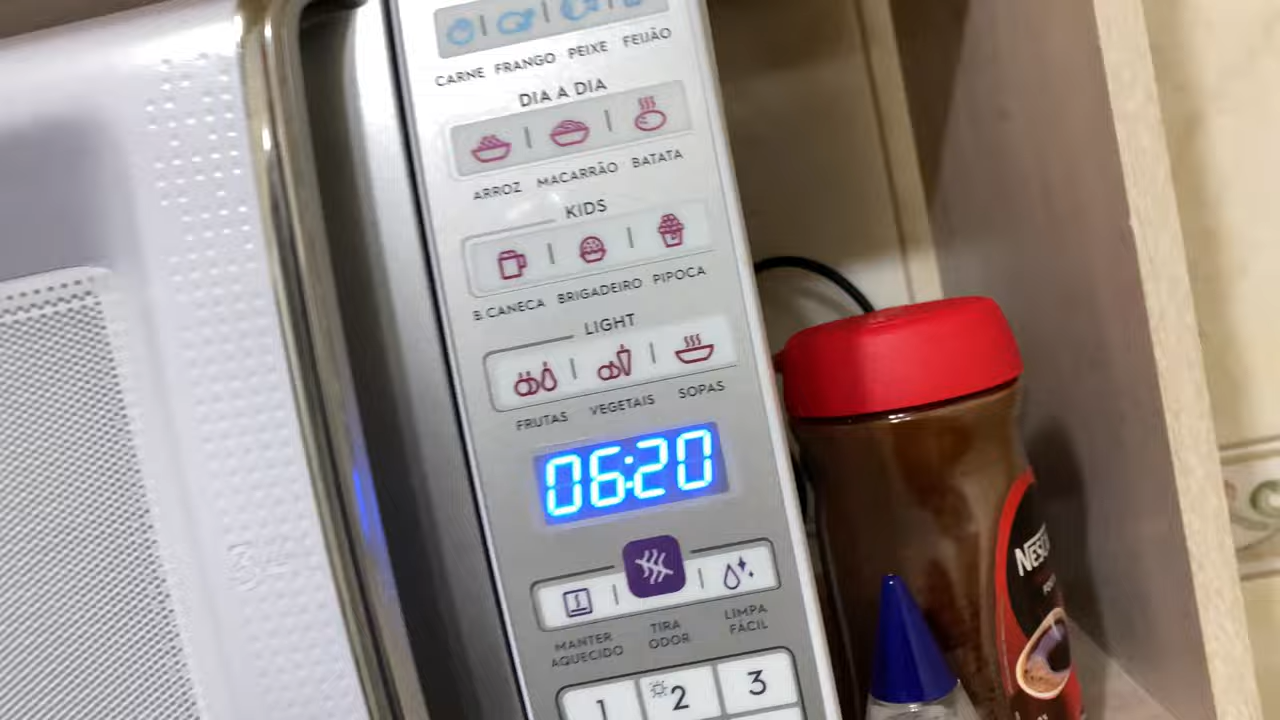 CARNE FRANGO PEIXE FEIJÃO
DIA A DIA
ARROZ MACARRÃO BATATA
KIDS
B.CANECA BRIGADEIRO PIPOCA
LIGHT
FRUTAS VEGETAIS SOPAS
06:20
MANTER AQUECIDO
TIRA ODOR
LIMPA FÁCIL
1 2 3